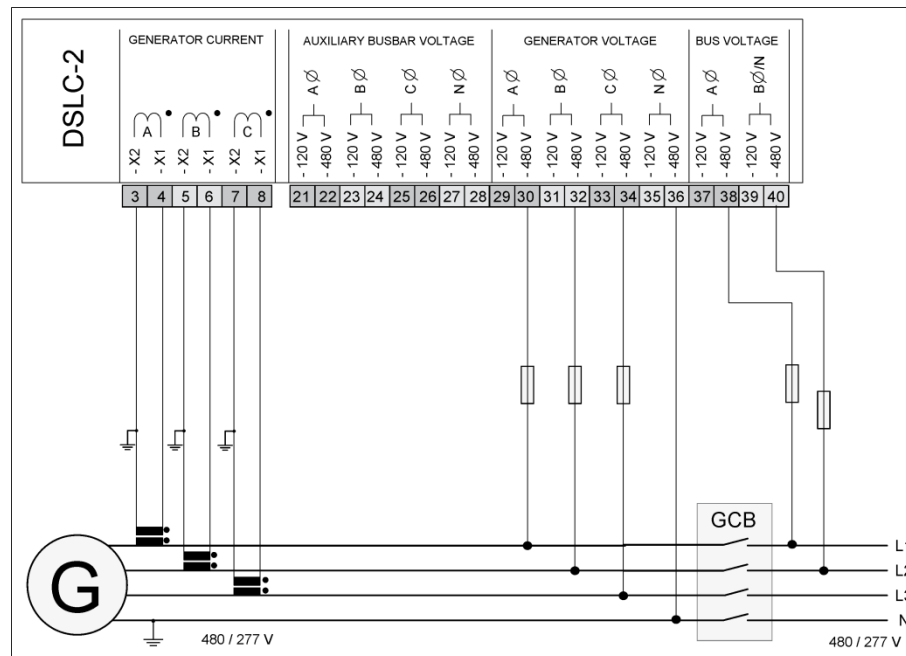 DSLC-2
GENERATOR CURRENT
AUXILIARY BUSBAR VOLTAGE
GENERATOR VOLTAGE
BUS VOLTAGE
A B C
A Ø B Ø C Ø N Ø
A Ø B Ø C Ø N Ø
A Ø B Ø/N
- X2 - X1 - X2 - X1 - X2 - X1
- 120 V - 480 V - 120 V - 480 V - 120 V - 480 V - 120 V - 480 V
- 120 V - 480 V - 120 V - 480 V - 120 V - 480 V - 120 V - 480 V
- 120 V - 480 V - 120 V - 480 V
3 4 5 6 7 8
21 22 23 24 25 26 27 28 29 30 31 32 33 34 35 36 37 38 39 40
GCB
G
L1
L2
L3
N
480 / 277 V
480 / 277 V